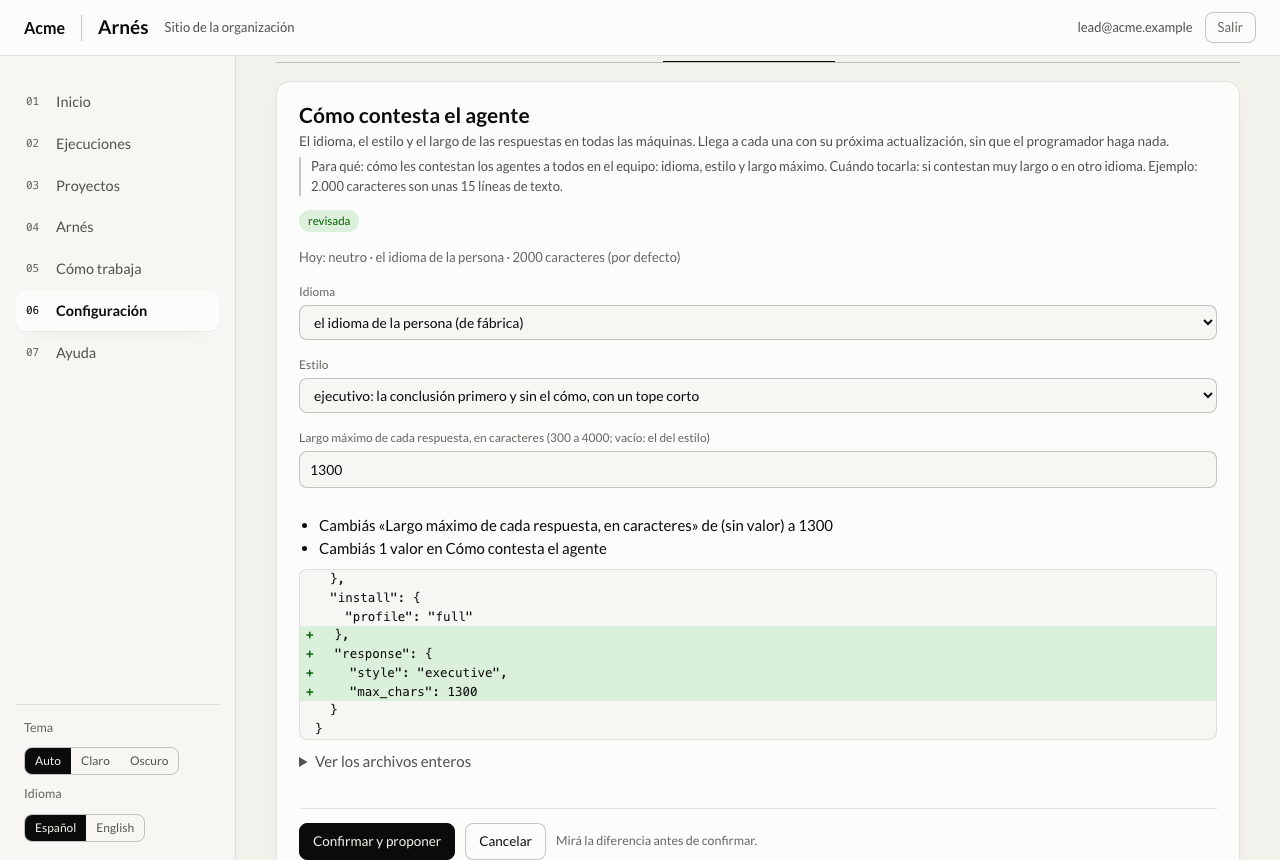 Acme
Arnés
Sitio de la organización
lead@acme.example
Salir
01 Inicio
02 Ejecuciones
03 Proyectos
04 Arnés
05 Cómo trabaja
06 Configuración
07 Ayuda
Tema
Auto Claro Oscuro
Idioma
Español English
Cómo contesta el agente
El idioma, el estilo y el largo de las respuestas en todas las máquinas. Llega a cada una con su próxima actualización, sin que el programador haga nada.
Para qué: cómo les contestan los agentes a todos en el equipo: idioma, estilo y largo máximo. Cuándo tocarla: si contestan muy largo o en otro idioma. Ejemplo:
2.000 caracteres son unas 15 líneas de texto.
revisada
Hoy: neutro · el idioma de la persona · 2000 caracteres (por defecto)
Idioma
el idioma de la persona (de fábrica)
Estilo
ejecutivo: la conclusión primero y sin el cómo, con un tope corto
Largo máximo de cada respuesta, en caracteres (300 a 4000; vacío: el del estilo)
1300
• Cambiás «Largo máximo de cada respuesta, en caracteres» de (sin valor) a 1300
• Cambiás 1 valor en Cómo contesta el agente
},
"install": {
"profile": "full"
+ },
+ "response": {
+ "style": "executive",
+ "max_chars": 1300
}
}
Ver los archivos enteros
Confirmar y proponer
Cancelar
Mirá la diferencia antes de confirmar.